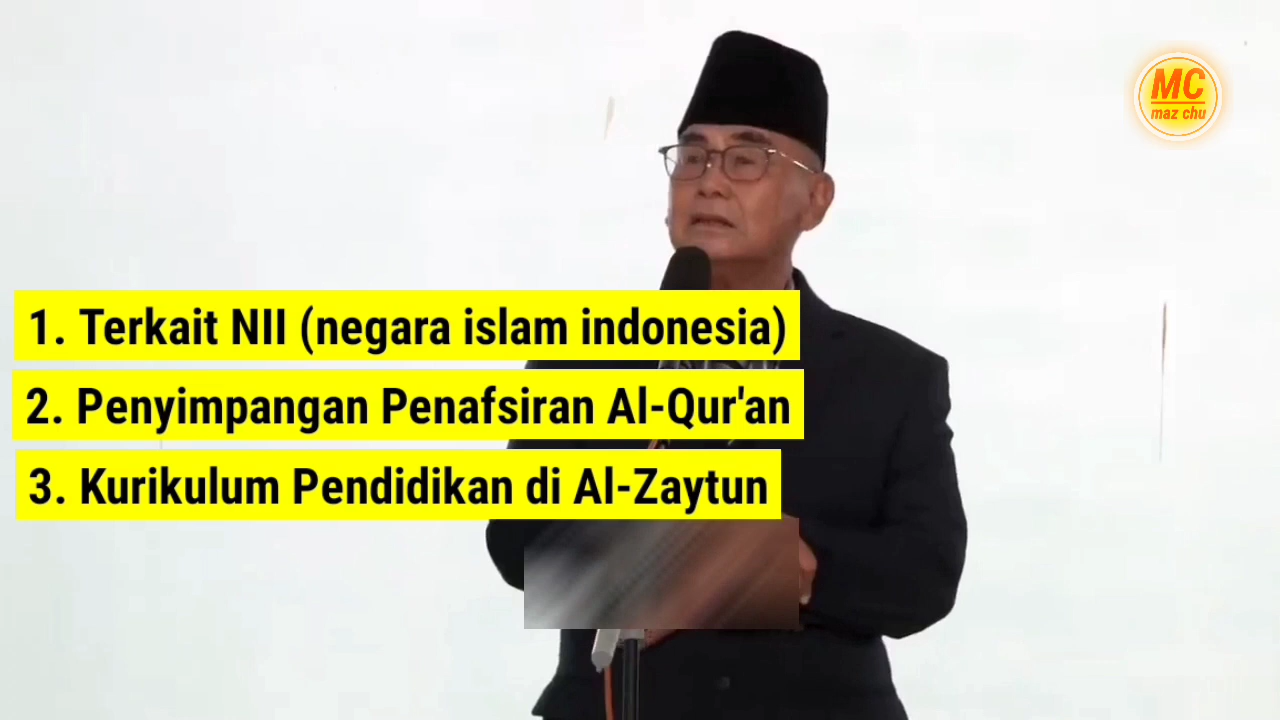 MC
maz chu
1. Terkait NII (negara islam indonesia)
2. Penyimpangan Penafsiran Al-Qur'an
3. Kurikulum Pendidikan di Al-Zaytun